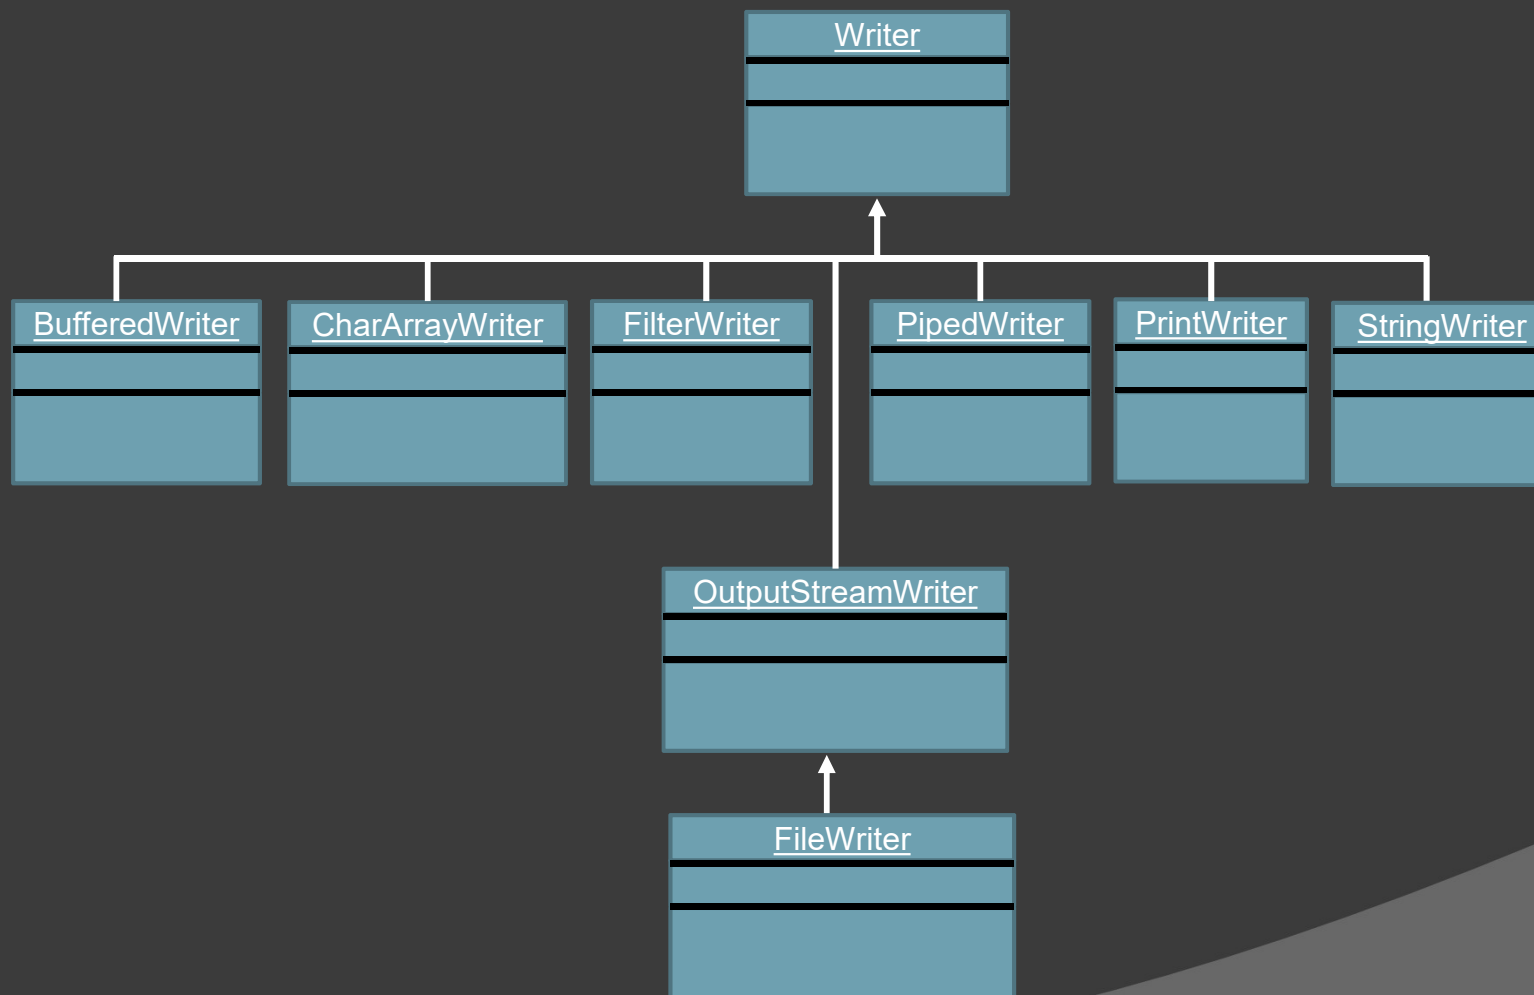 Writer
BufferedWriter
CharArrayWriter
FilterWriter
PipedWriter
PrintWriter
StringWriter
OutputStreamWriter
FileWriter